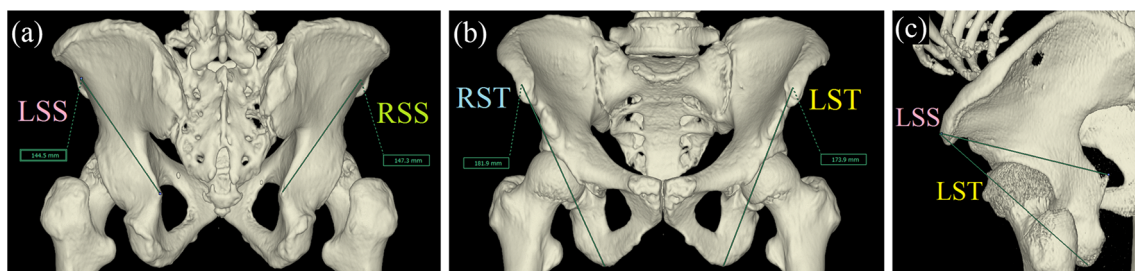 (a)
LSS
RSS
144.5 mm
147.3 mm
(b)
RST
LST
181.9 mm
173.9 mm
(c)
LSS
LST